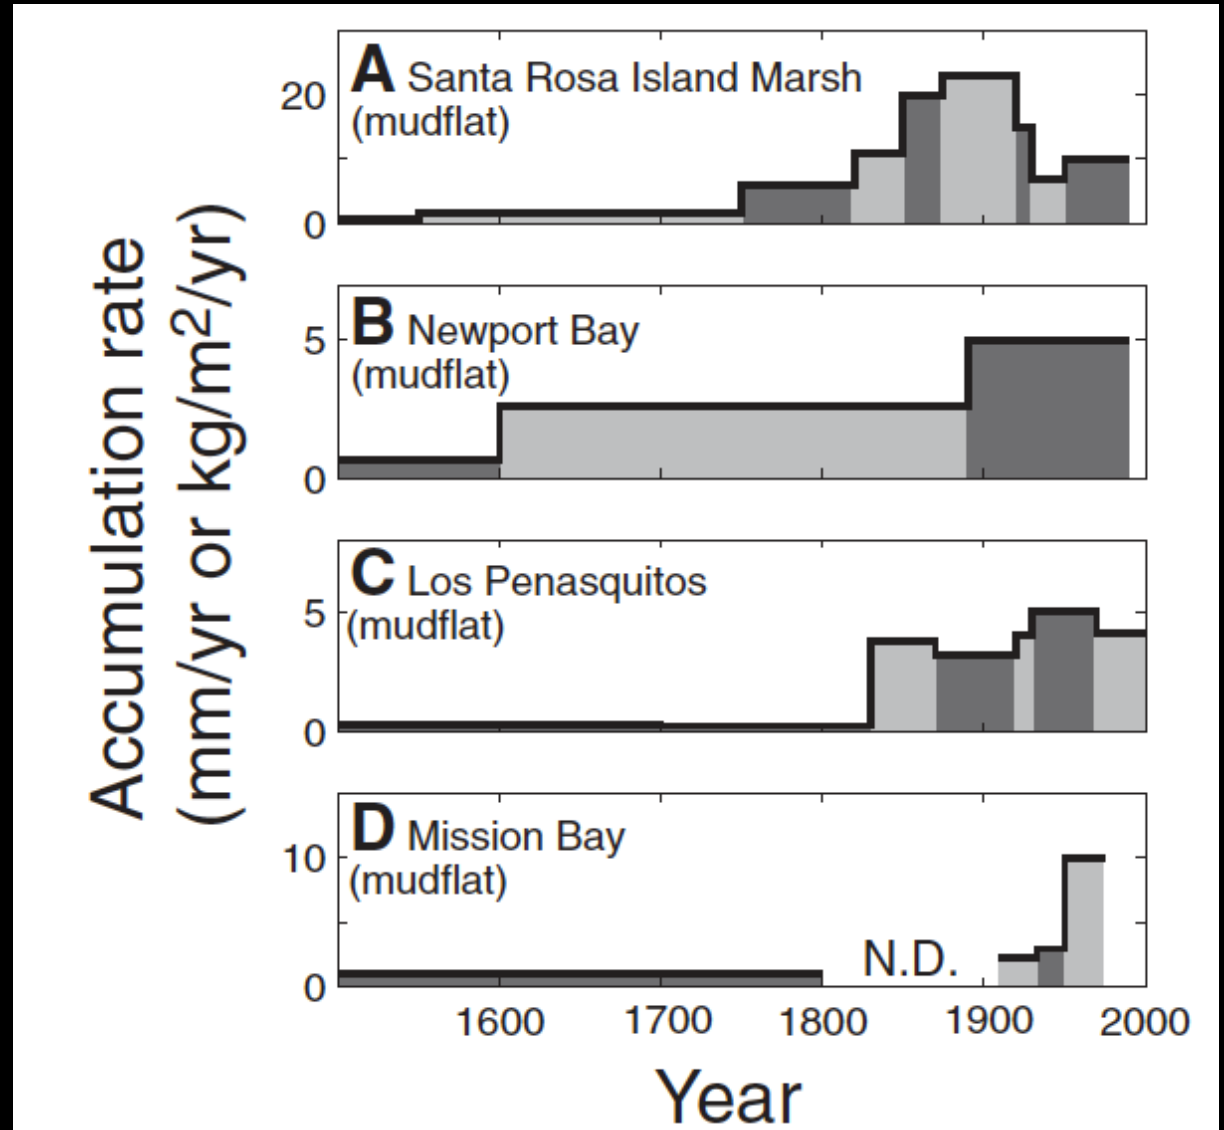 Accumulation rate
(mm/yr or kg/m²/yr)
A Santa Rosa Island Marsh
(mudflat)
20
0
B Newport Bay
(mudflat)
5
0
C Los Penasquitos
(mudflat)
5
0
D Mission Bay
(mudflat)
10
N.D.
0
1600 1700 1800 1900 2000
Year